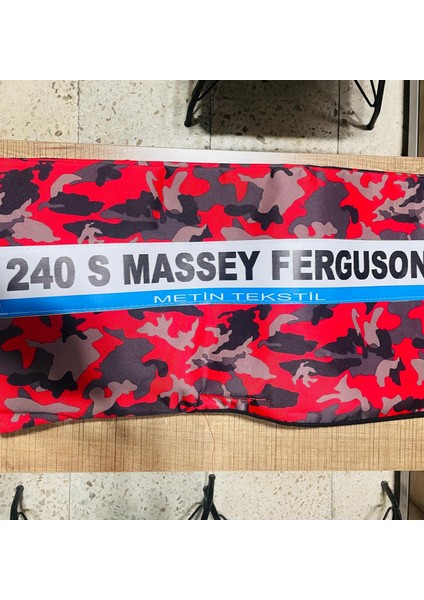 240 S MASSEY FERGUSON
METİN TEKSTİL